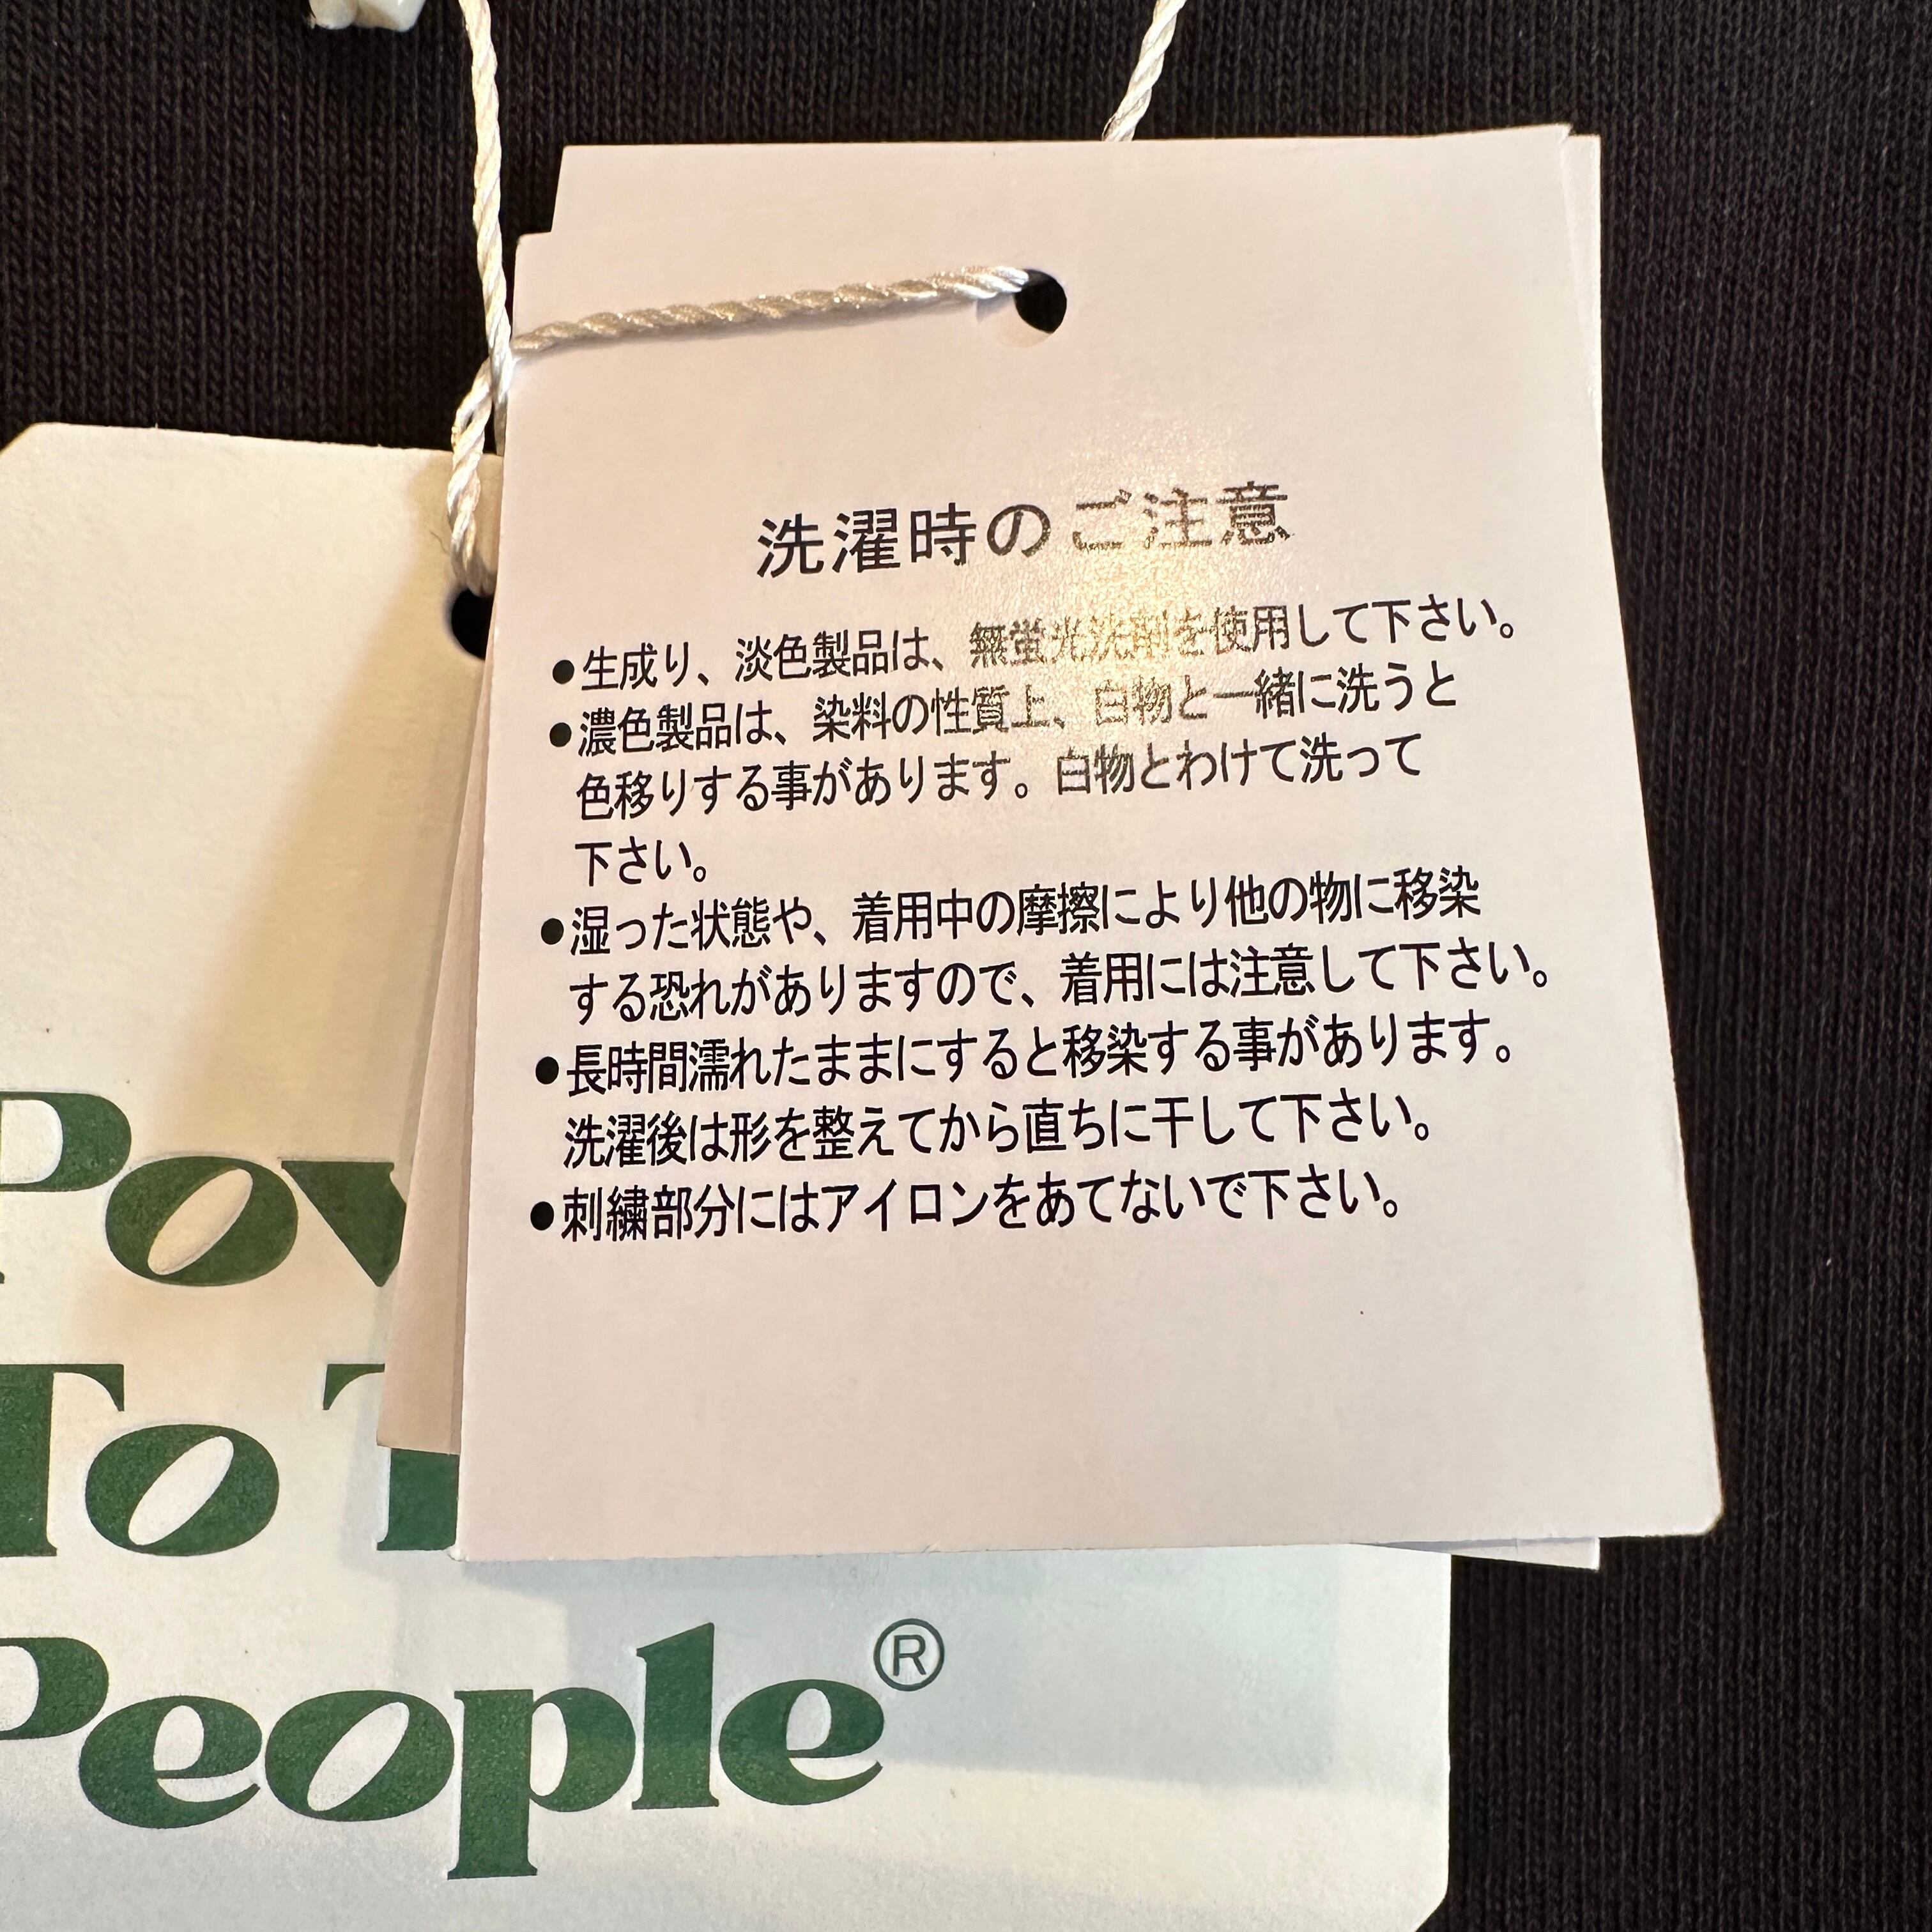 洗濯時のご注意
●生成り、淡色製品は、無蛍光洗剤を使用して下さい。
●濃色製品は、染料の性質上、白物と一緒に洗うと
色移りする事があります。白物とわけて洗って
下さい。
●湿った状態や、着用中の摩擦により他の物に移染
する恐れがありますので、着用には注意して下さい。
●長時間濡れたままにすると移染する事があります。
洗濯後は形を整えてから直ちに干して下さい。
●刺繍部分にはアイロンをあてないで下さい。
Pow
To T
People®